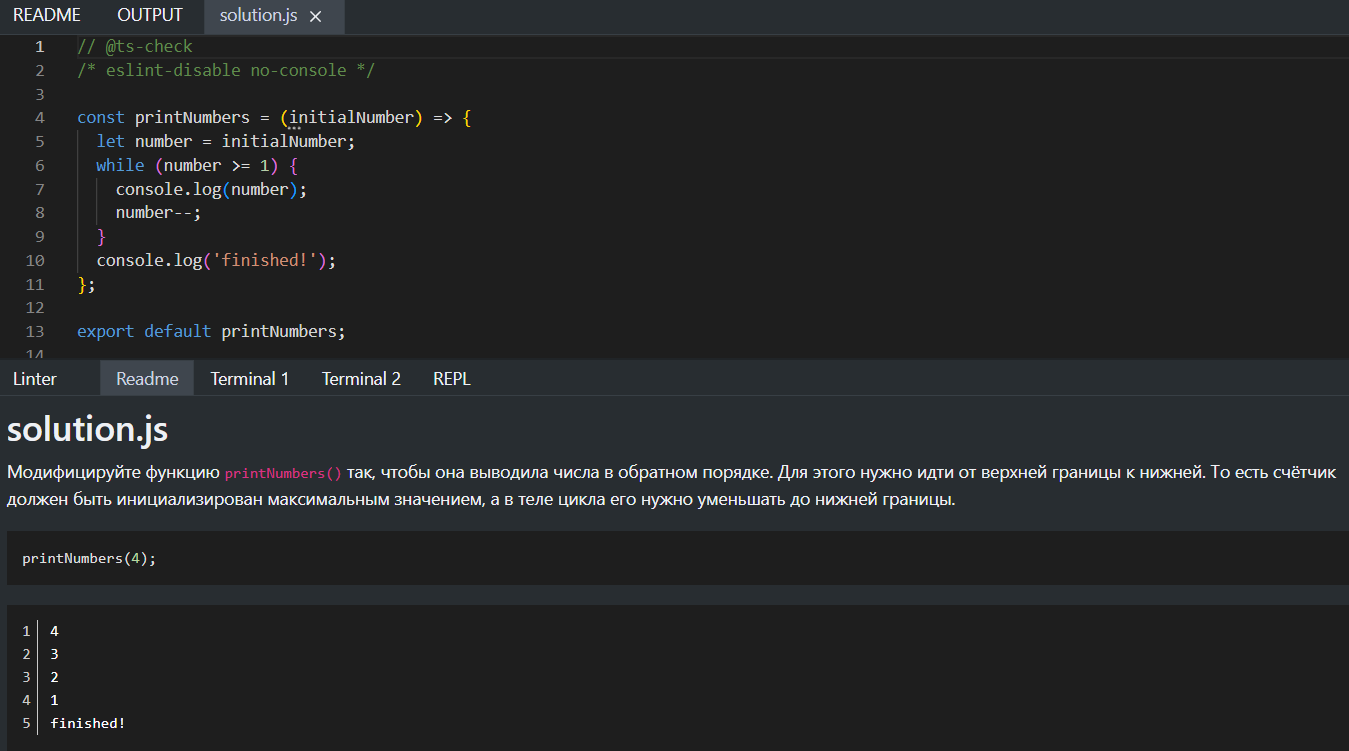 README OUTPUT solution.js ×
1 // @ts-check
2 /* eslint-disable no-console */
3
4 const printNumbers = (initialNumber) => {
5 let number = initialNumber;
6 while (number >= 1) {
7 console.log(number);
8 number--;
9 }
10 console.log('finished!');
11 };
12
13 export default printNumbers;
14
Linter Readme Terminal 1 Terminal 2 REPL
solution.js
Модифицируйте функцию printNumbers() так, чтобы она выводила числа в обратном порядке. Для этого нужно идти от верхней границы к нижней. То есть счётчик
должен быть инициализирован максимальным значением, а в теле цикла его нужно уменьшать до нижней границы.
printNumbers(4);
1 4
2 3
3 2
4 1
5 finished!